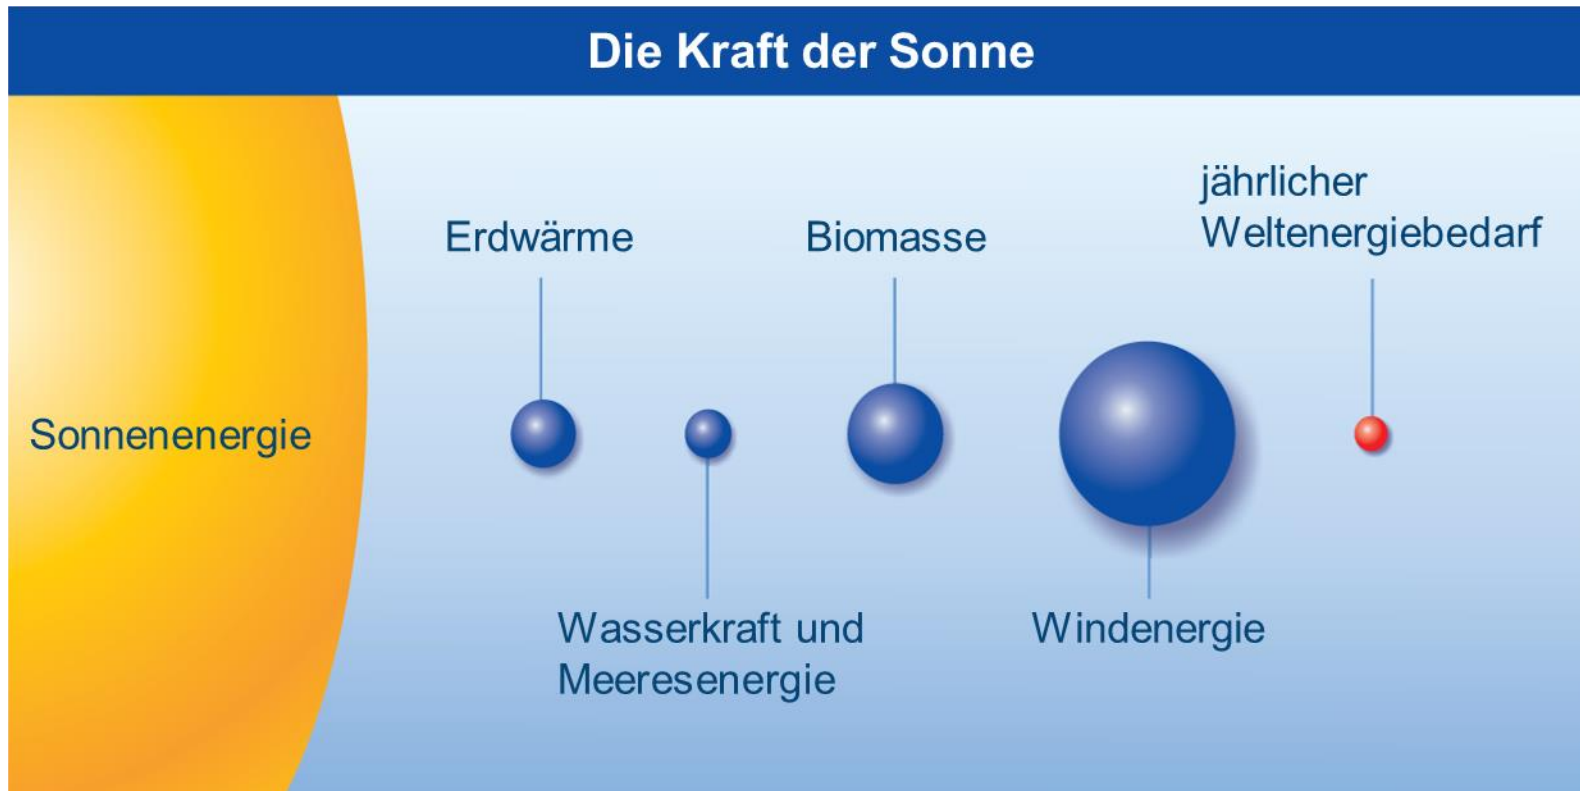 Die Kraft der Sonne
jährlicher
Weltenergiebedarf
Erdwärme
Biomasse
Sonnenenergie
Wasserkraft und
Meeresenergie
Windenergie